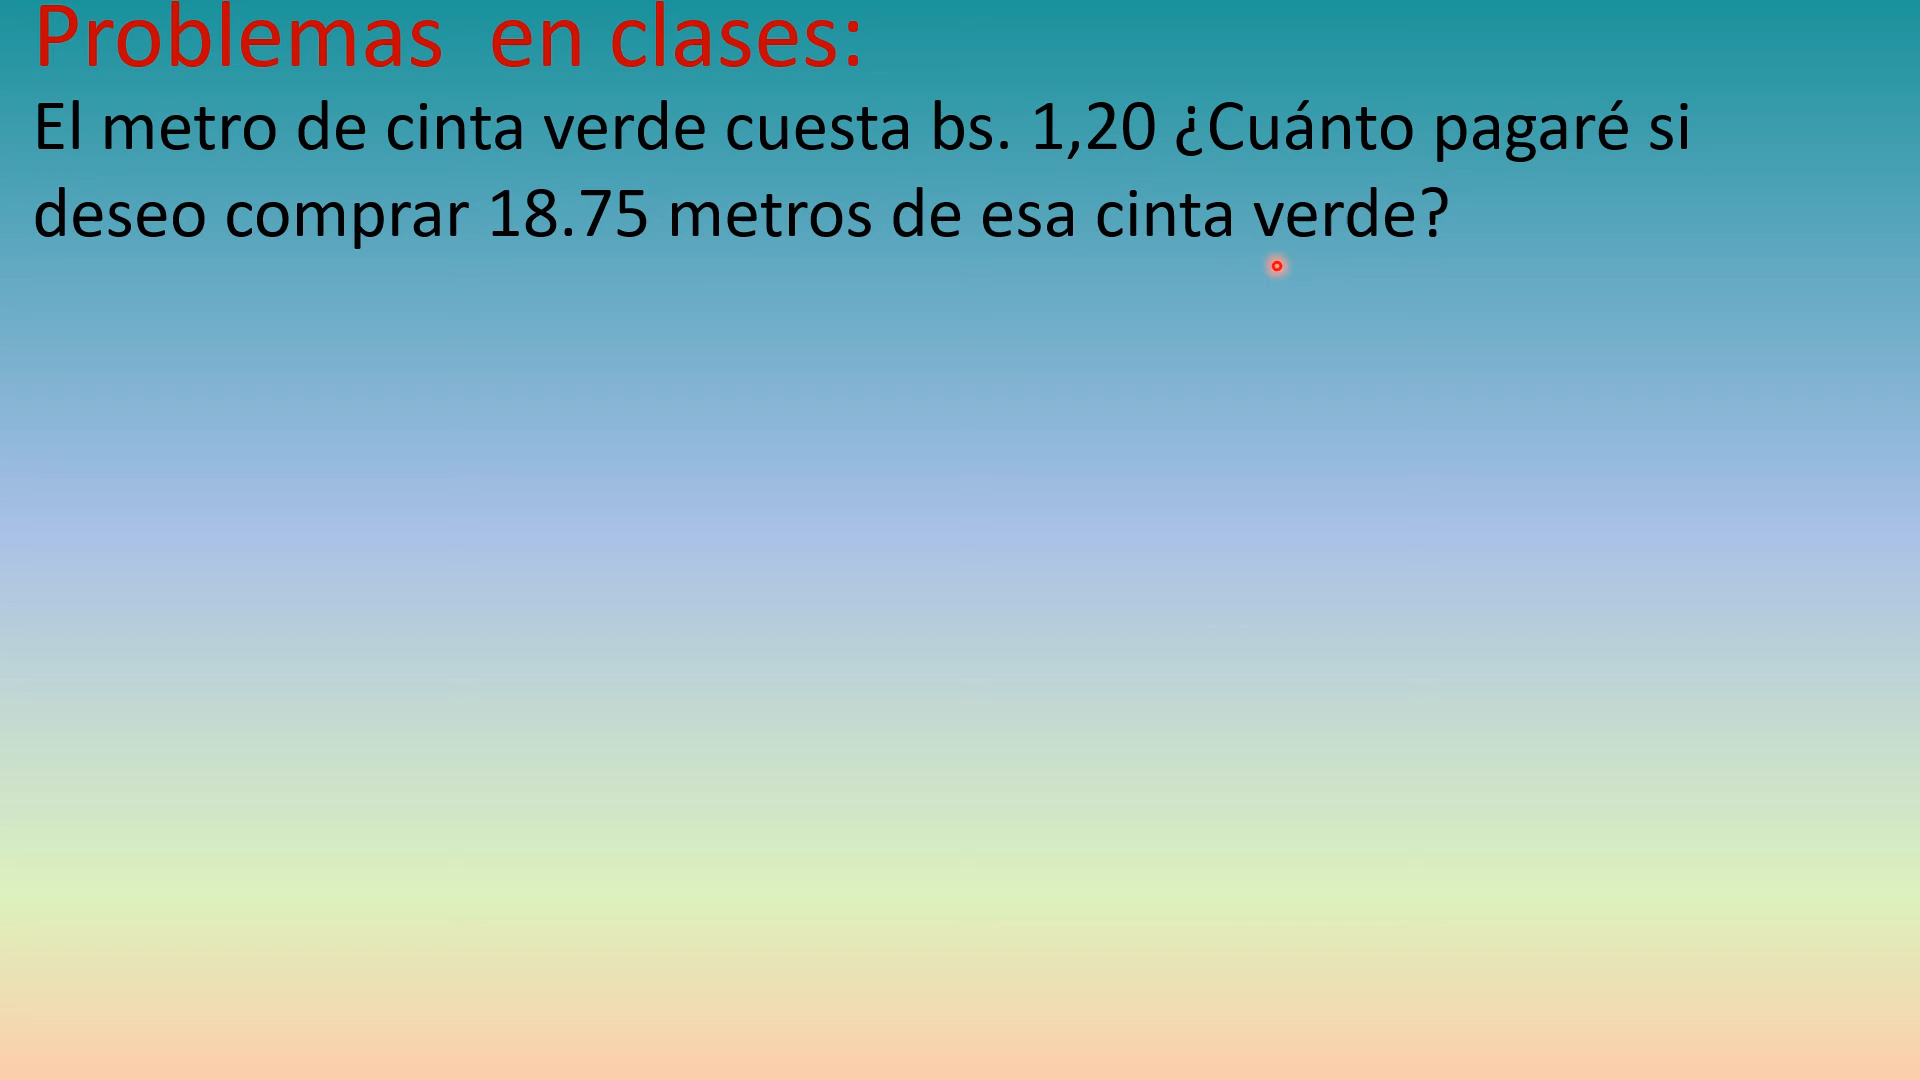 Problemas  en clases:
El metro de cinta verde cuesta bs. 1,20 ¿Cuánto pagaré si
deseo comprar 18.75 metros de esa cinta verde?